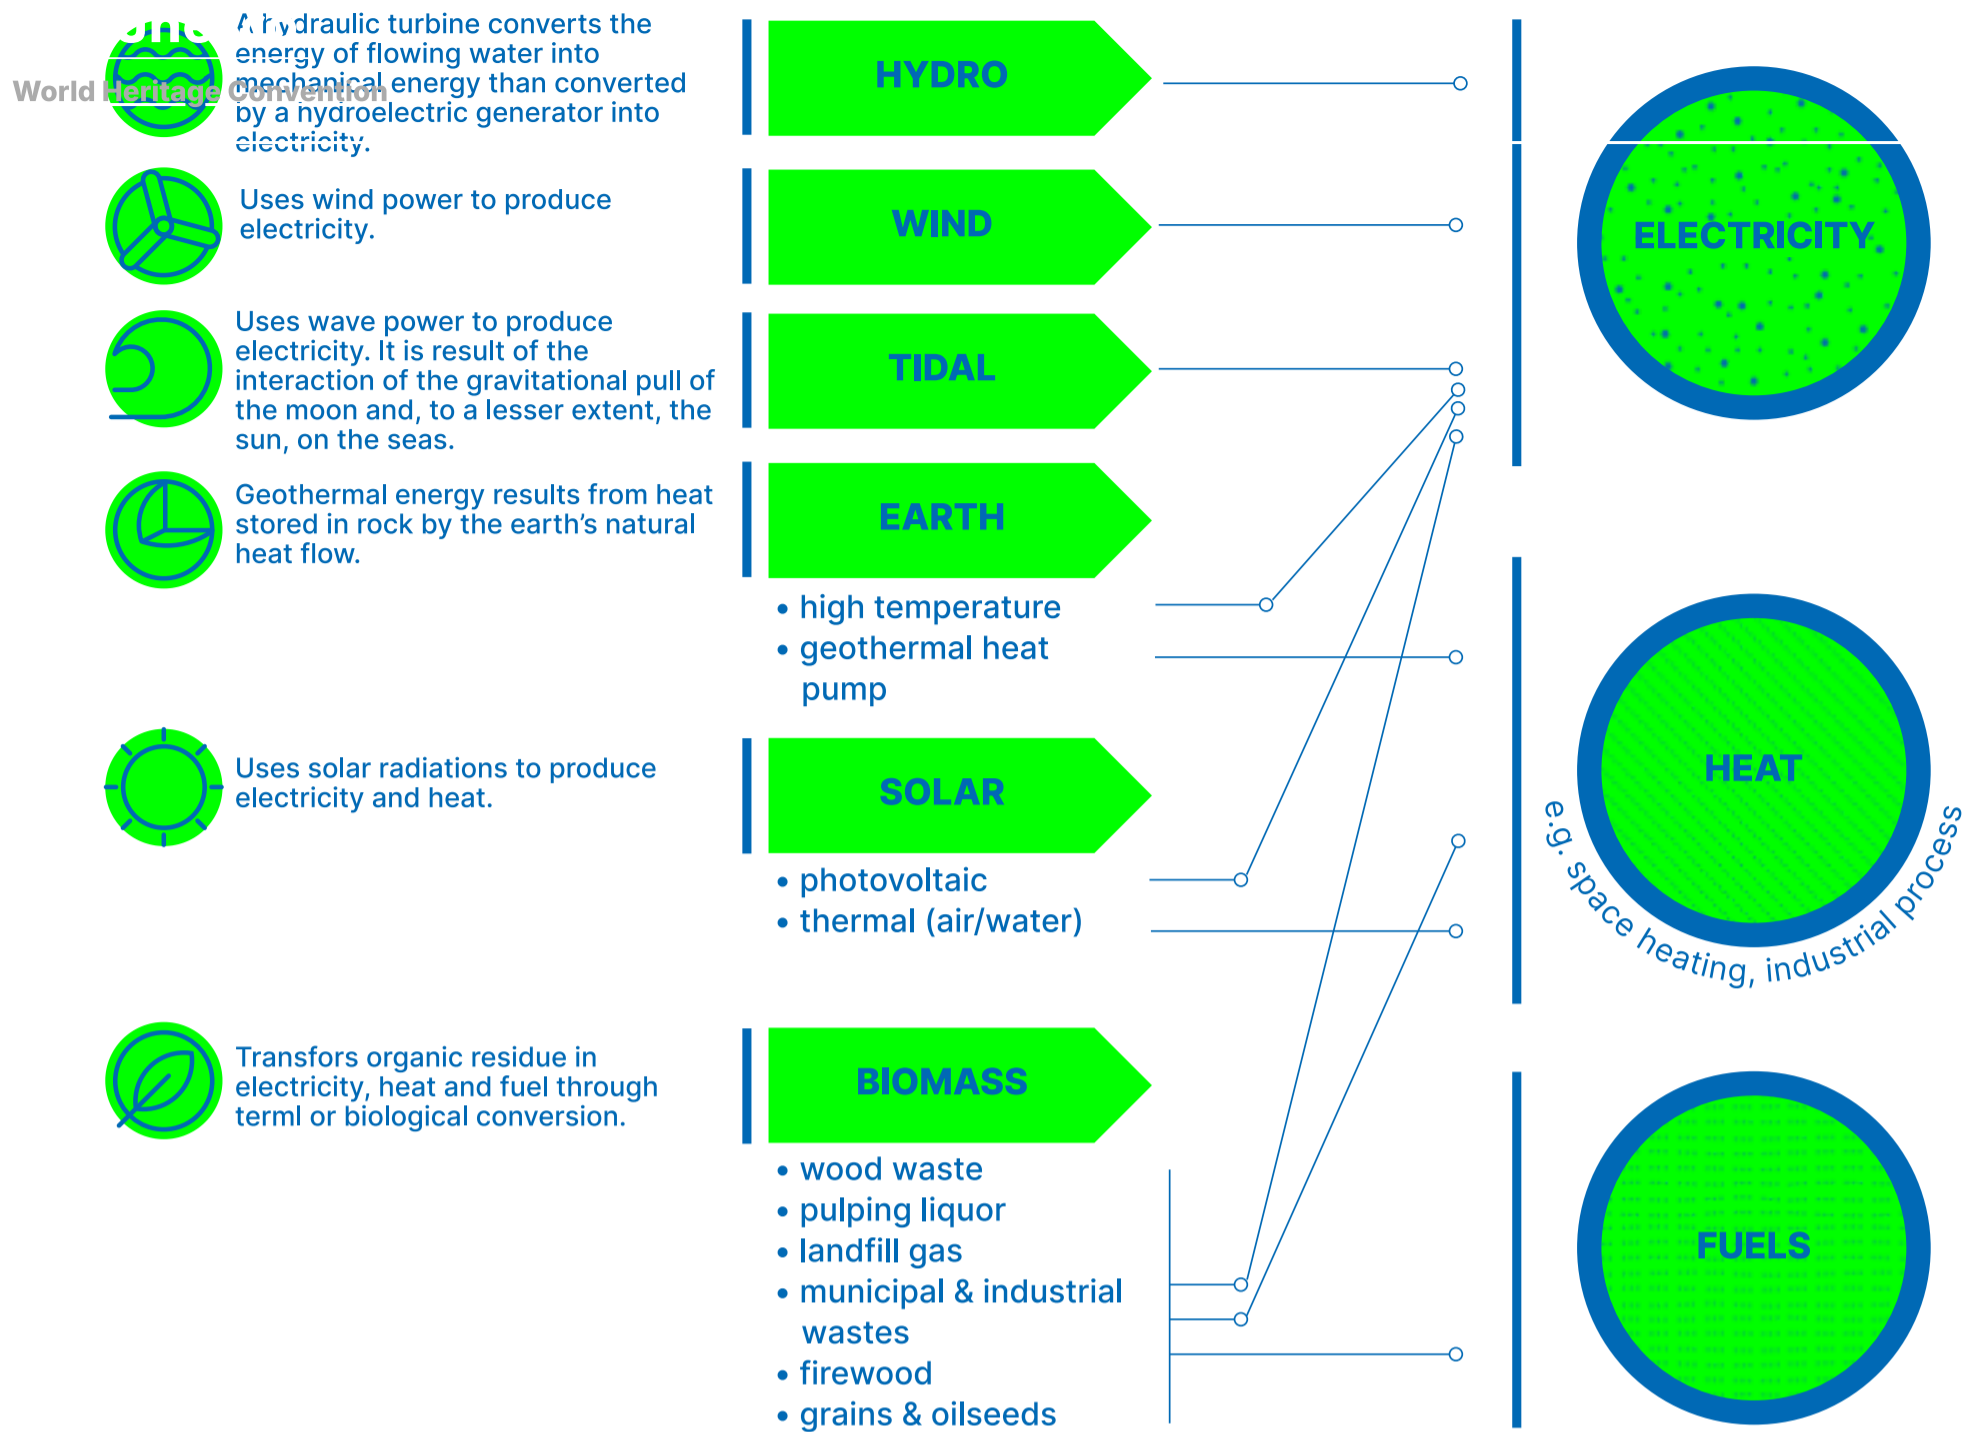 A hydraulic turbine converts the
energy of flowing water into
mechanical energy than converted
by a hydroelectric generator into
electricity.
World Heritage Convention
HYDRO
Uses wind power to produce
electricity.
WIND
Uses wave power to produce
electricity. It is result of the
interaction of the gravitational pull of
the moon and, to a lesser extent, the
sun, on the seas.
TIDAL
ELECTRICITY
Geothermal energy results from heat
stored in rock by the earth’s natural
heat flow.
EARTH
• high temperature
• geothermal heat
pump
Uses solar radiations to produce
electricity and heat.
SOLAR
• photovoltaic
• thermal (air/water)
HEAT
e.g. space heating, industrial process
Transfors organic residue in
electricity, heat and fuel through
terml or biological conversion.
BIOMASS
• wood waste
• pulping liquor
• landfill gas
• municipal & industrial
wastes
• firewood
• grains & oilseeds
FUELS